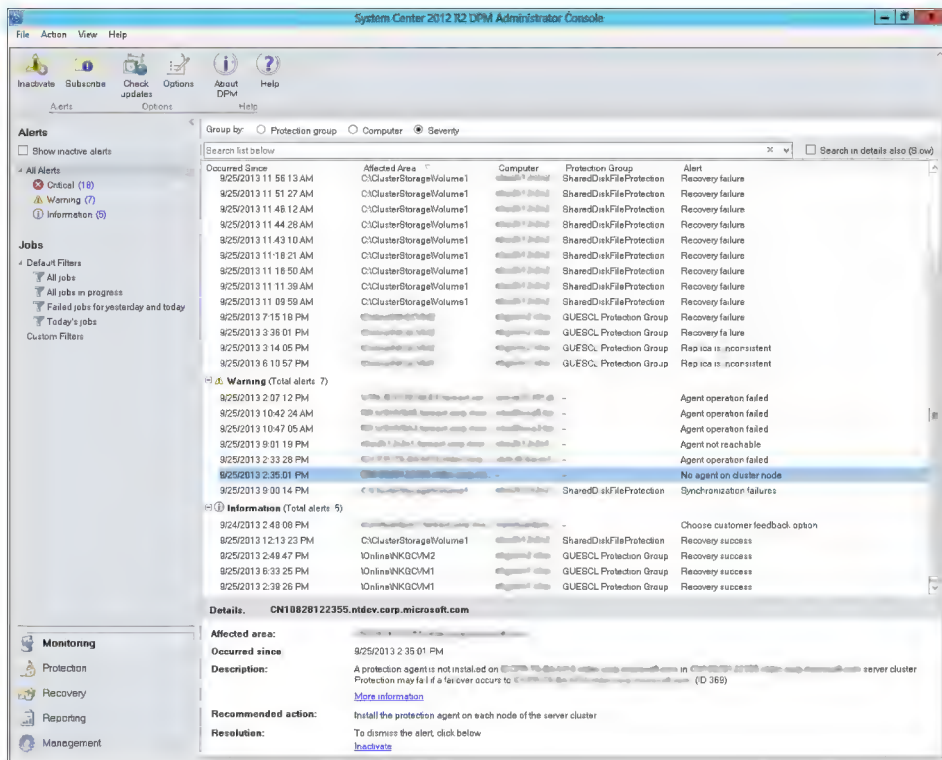 System Center 2012 R2 DPM Administrator Console
File Action View Help
Inactivate Subscribe Check updates Options About DPM Help
Alerts Options Help
Alerts
Show inactive alerts
All Alerts
Critical (18)
Warning (7)
Information (5)
Jobs
Default Filters
All jobs
All jobs in progress
Failed jobs for yesterday and today
Today's jobs
Custom Filters
Monitoring
Protection
Recovery
Reporting
Management
Group by: Protection group Computer Severity
Search list below Search in details also (Slow)
Occurred Since Affected Area Computer Protection Group Alert
9/25/2013 11 56 13 AM C:\ClusterStorage\Volume1 SharedDiskFileProtection Recovery failure
9/25/2013 11 51 27 AM C:\ClusterStorage\Volume1 SharedDiskFileProtection Recovery failure
9/25/2013 11 46 12 AM C:\ClusterStorage\Volume1 SharedDiskFileProtection Recovery failure
9/25/2013 11 44 28 AM C:\ClusterStorage\Volume1 SharedDiskFileProtection Recovery failure
9/25/2013 11 43 10 AM C:\ClusterStorage\Volume1 SharedDiskFileProtection Recovery failure
9/25/2013 11:18 21 AM C:\ClusterStorage\Volume1 SharedDiskFileProtection Recovery failure
9/25/2013 11 16 50 AM C:\ClusterStorage\Volume1 SharedDiskFileProtection Recovery failure
9/25/2013 11 11 39 AM C:\ClusterStorage\Volume1 SharedDiskFileProtection Recovery failure
9/25/2013 11 09 59 AM C:\ClusterStorage\Volume1 SharedDiskFileProtection Recovery failure
9/25/2013 7:15 18 PM GUESCL Protection Group Recovery failure
9/25/2013 3 36 01 PM GUESCL Protection Group Recovery failure
9/25/2013 3 14 05 PM GUESCL Protection Group Replica is inconsistent
9/25/2013 6 10 57 PM GUESCL Protection Group Replica is inconsistent
Warning (Total alerts 7)
9/25/2013 2 07 12 PM - Agent operation failed
9/25/2013 10:42 24 AM - Agent operation failed
9/25/2013 10:47 05 AM - Agent operation failed
9/25/2013 9:01 19 PM - Agent not reachable
9/25/2013 2:33 28 PM - Agent operation failed
9/25/2013 2:35.01 PM - - No agent on cluster node
9/25/2013 9 00 14 PM SharedDiskFileProtection Synchronization failures
Information (Total alerts 5)
9/24/2013 2 48 08 PM - Choose customer feedback option
9/25/2013 12:13 23 PM C:\ClusterStorage\Volume1 SharedDiskFileProtection Recovery success
9/25/2013 2:49 47 PM \Online\NKGCVM2 GUESCL Protection Group Recovery success
9/25/2013 6:33 25 PM \Online\NKGCVM1 GUESCL Protection Group Recovery success
9/25/2013 2:39 26 PM \Online\NKGCVM1 GUESCL Protection Group Recovery success
Details. CN10828122355.ntdev.corp.microsoft.com
Affected area:
Occurred since 9/25/2013 2 35 01 PM
Description: A protection agent is not installed on in server cluster
Protection may fail if a failover occurs to (ID 369)
More information
Recommended action: Install the protection agent on each node of the server cluster
Resolution: To dismiss the alert, click below
Inactivate